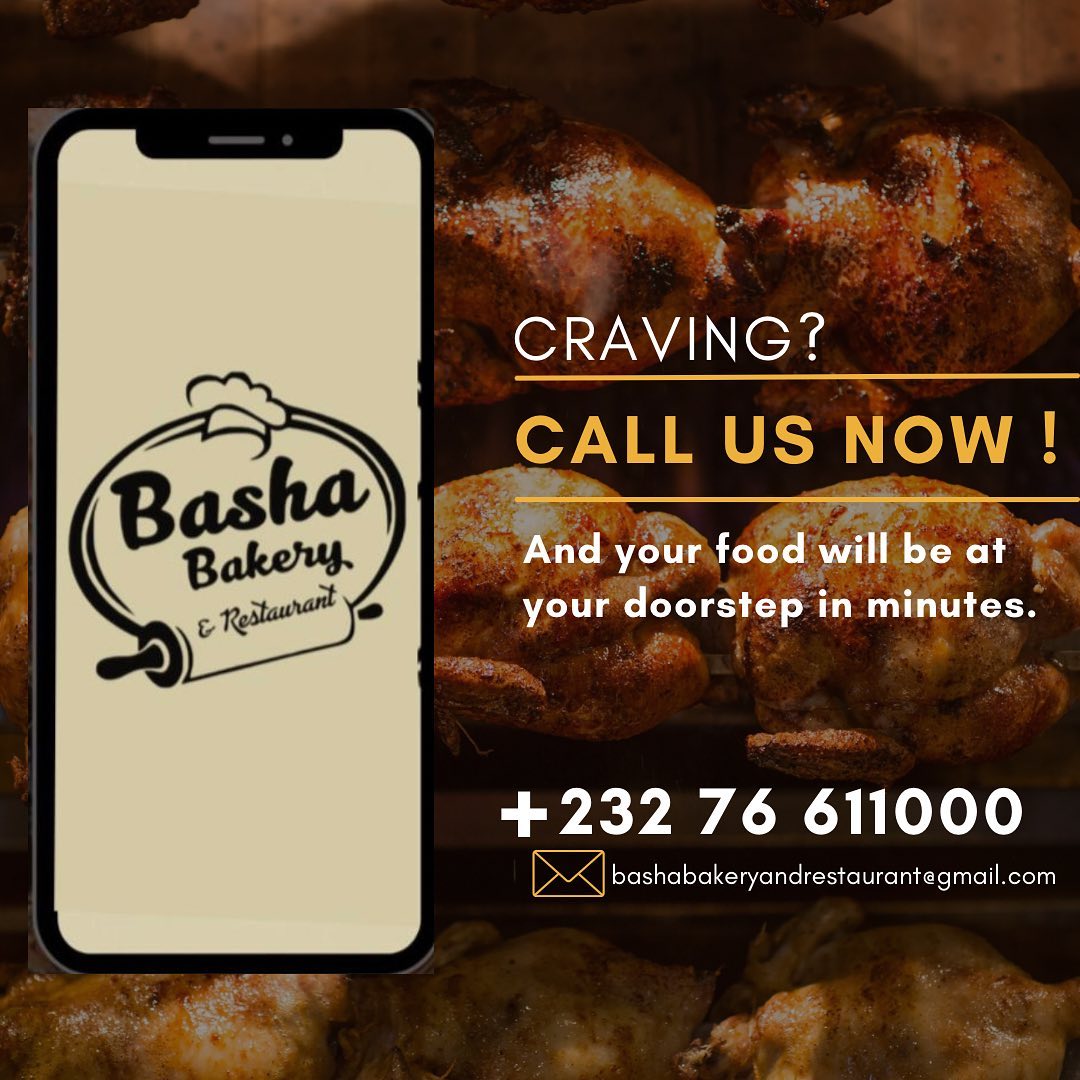 Basha
Bakery
& Restaurant
CRAVING?
CALL US NOW !
And your food will be at
your doorstep in minutes.
+232 76 611000
bashabakeryandrestaurant@gmail.com